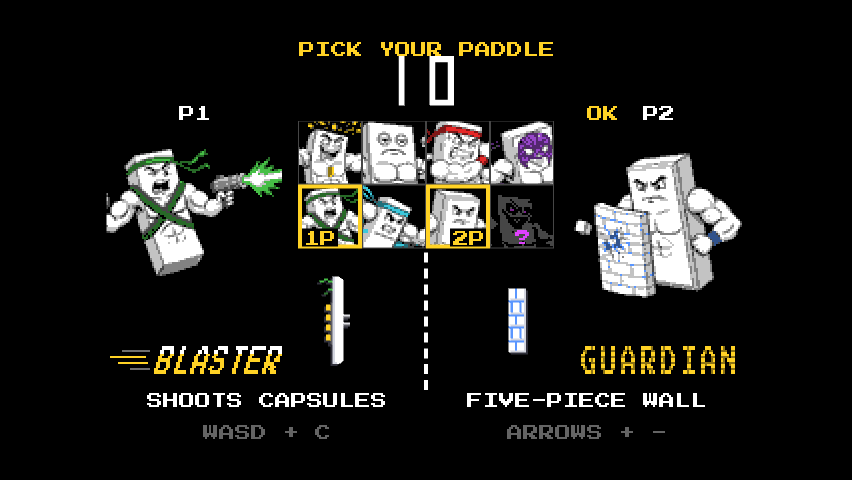 PICK YOUR PADDLE
10
P1
OK P2
1P
2P
?
BLASTER
GUARDIAN
SHOOTS CAPSULES
FIVE-PIECE WALL
WASD + C
ARROWS + -